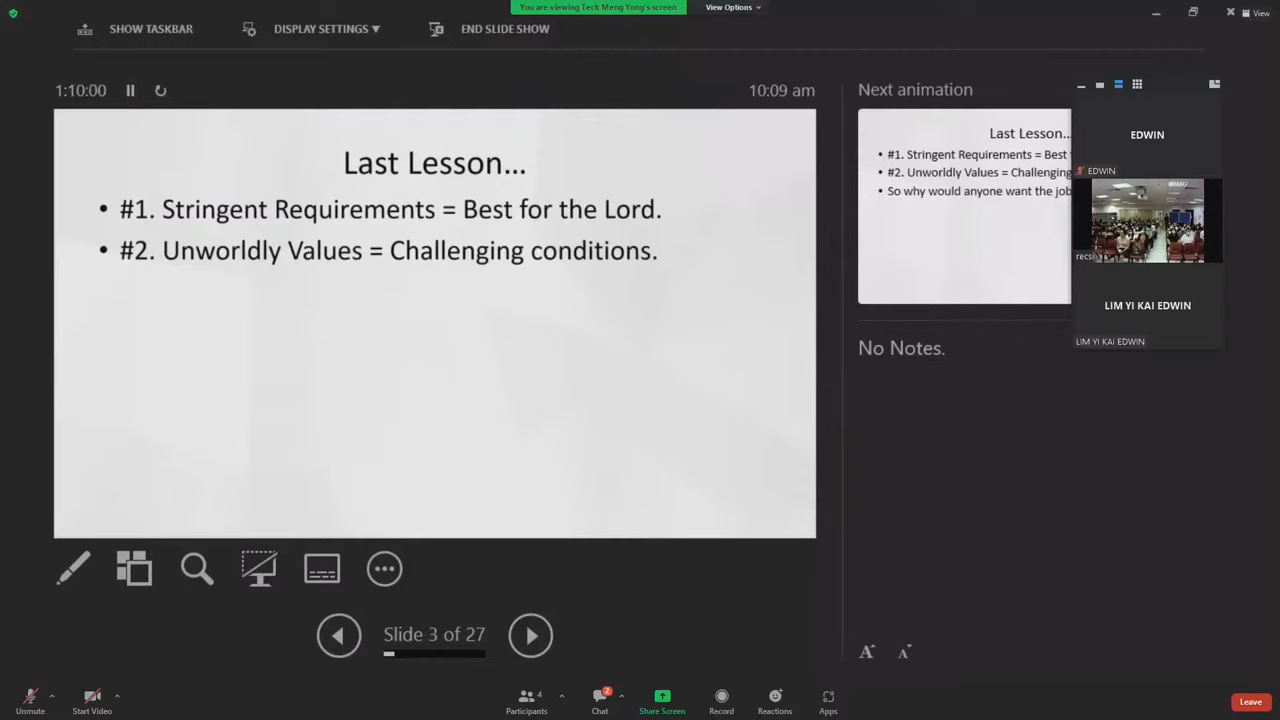 You are viewing Teck Meng Yong's screen
View Options
View
SHOW TASKBAR
DISPLAY SETTINGS
END SLIDE SHOW
1:10:00
10:09 am
Last Lesson...
• #1. Stringent Requirements = Best for the Lord.
• #2. Unworldly Values = Challenging conditions.
Next animation
Last Lesson...
• #1. Stringent Requirements = Best
• #2. Unworldly Values = Challenging
• So why would anyone want the job
No Notes.
EDWIN
EDWIN
LIM YI KAI EDWIN
LIM YI KAI EDWIN
Slide 3 of 27
A A
Unmute
Start Video
4
Participants
2
Chat
Share Screen
Record
Reactions
Apps
Leave